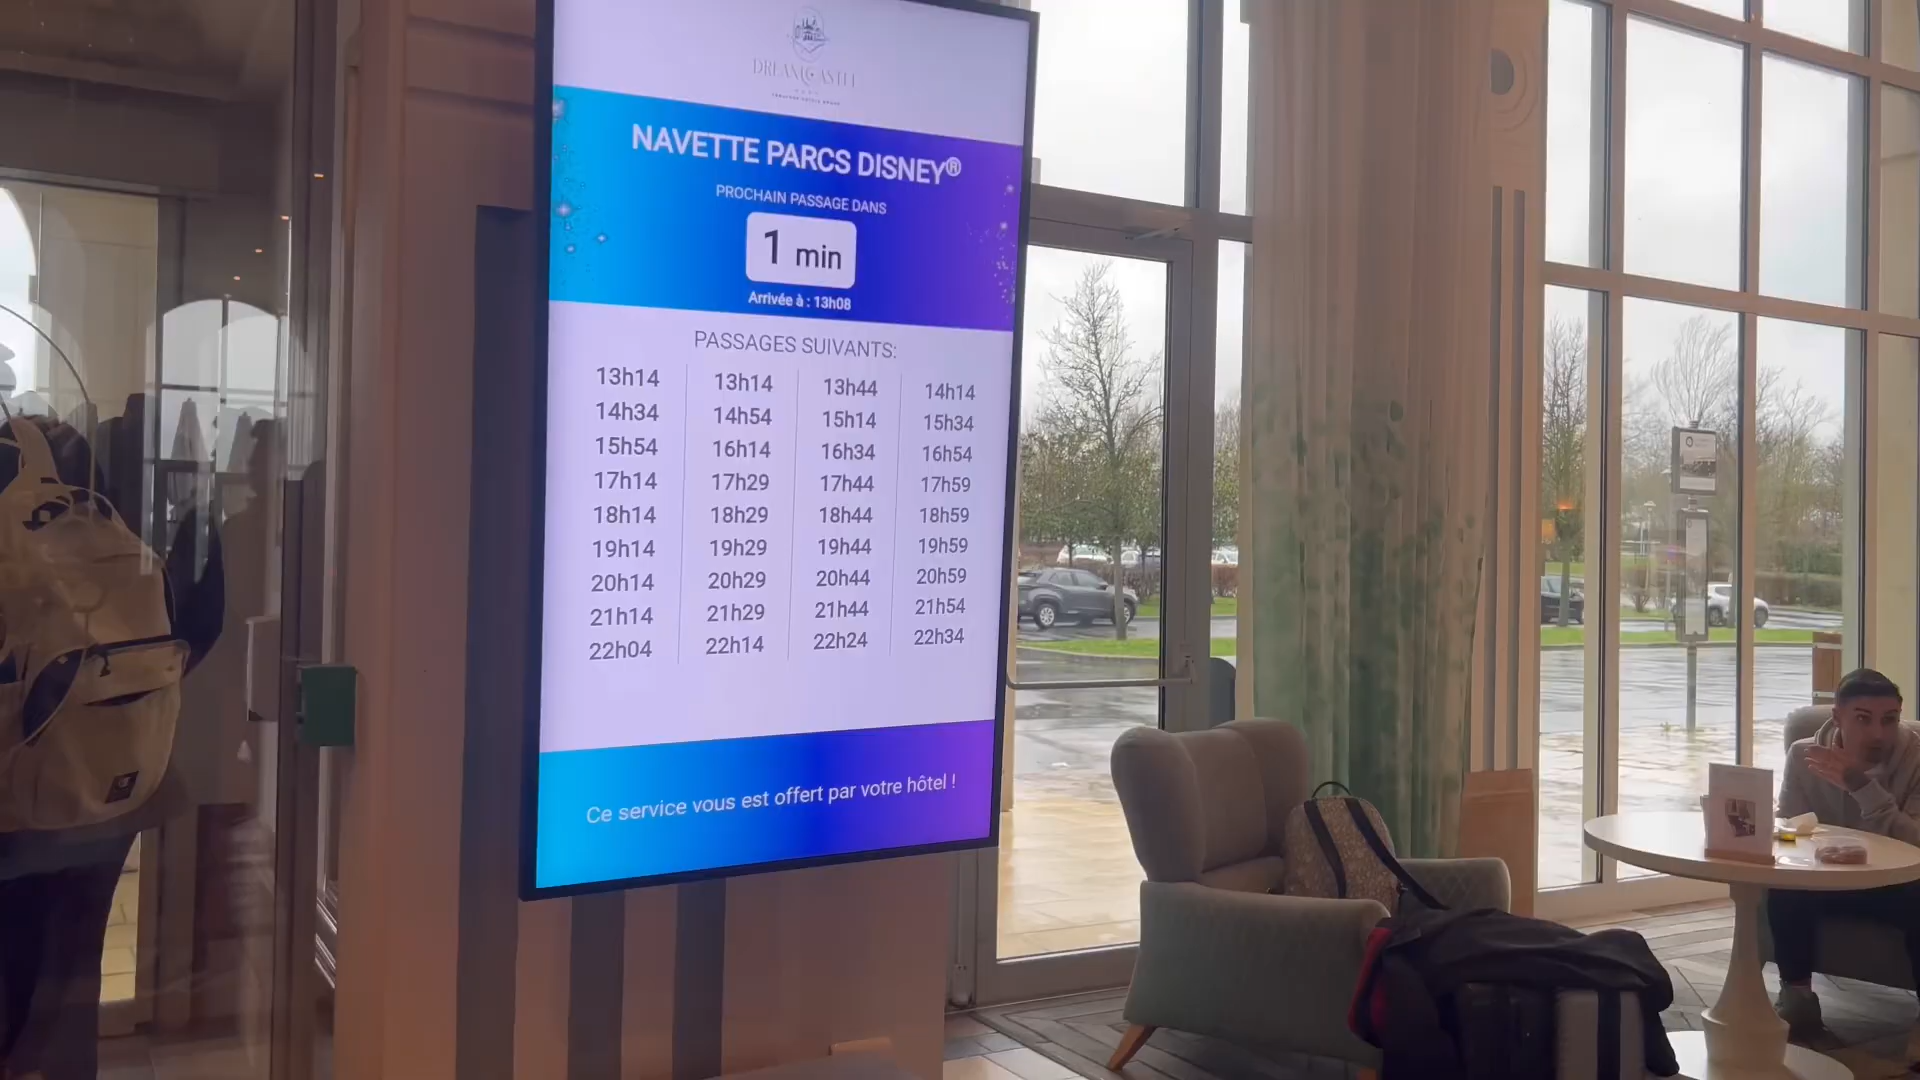 DREAMCASTLE
NAVETTE PARCS DISNEY®
PROCHAIN PASSAGE DANS
1 min
Arrivée à : 13h08
PASSAGES SUIVANTS:
13h14 13h14 13h44 14h14
14h34 14h54 15h14 15h34
15h54 16h14 16h34 16h54
17h14 17h29 17h44 17h59
18h14 18h29 18h44 18h59
19h14 19h29 19h44 19h59
20h14 20h29 20h44 20h59
21h14 21h29 21h44 21h54
22h04 22h14 22h24 22h34
Ce service vous est offert par votre hôtel !